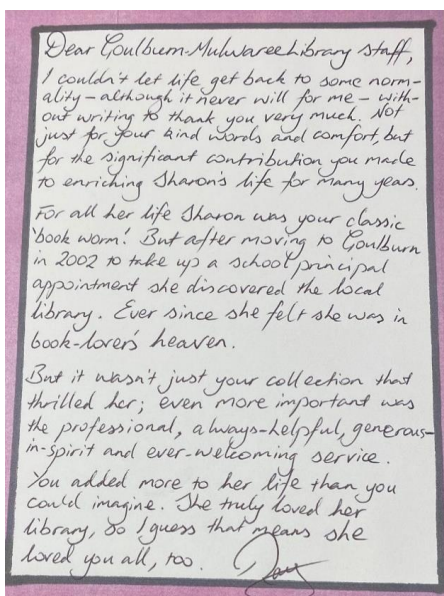 Dear Goulburn-Mulwaree Library staff,
I couldn't let life get back to some norm-
ality – although it never will for me – with-
out writing to thank you very much. Not
just for your kind words and comfort, but
for the significant contribution you made
to enriching Sharon's life for many years.
For all her life Sharon was your classic
'book worm'. But after moving to Goulburn
in 2002 to take up a school principal
appointment she discovered the local
library. Ever since she felt she was in
book-lover's heaven.
But it wasn't just your collection that
thrilled her; even more important was
the professional, always-helpful, generous-
in-spirit and ever-welcoming service.
You added more to her life than you
could imagine. She truly loved her
library, so I guess that means she
loved you all, too.